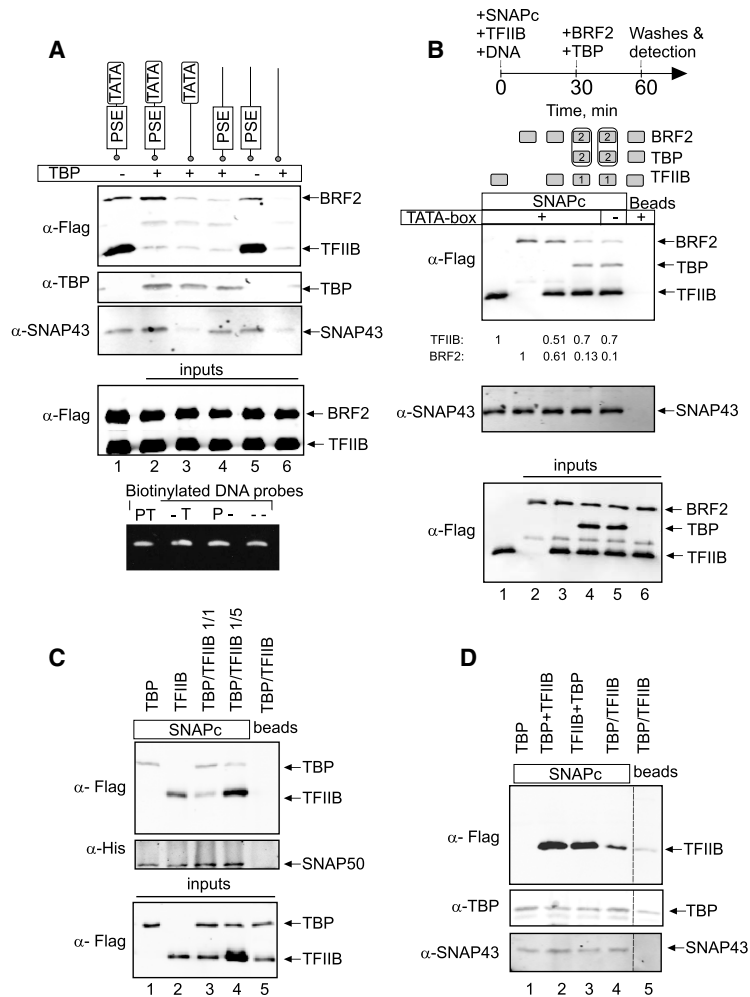 A
TATA TATA TATA
PSE PSE PSE PSE
TBP - + + + - +
α-Flag
BRF2
TFIIB
α-TBP
TBP
α-SNAP43
SNAP43
inputs
α-Flag
BRF2
TFIIB
1 2 3 4 5 6
Biotinylated DNA probes
PT - T P - - -
B
+SNAPc
+TFIIB
+DNA
+BRF2
+TBP
Washes &
detection
0 30 60
Time, min
2 2 BRF2
2 2 TBP
1 1 TFIIB
SNAPc Beads
TATA-box + - +
α-Flag
BRF2
TBP
TFIIB
TFIIB: 1 0.51 0.7 0.7
BRF2: 1 0.61 0.13 0.1
α-SNAP43
SNAP43
inputs
α-Flag
BRF2
TBP
TFIIB
1 2 3 4 5 6
C
TBP
TFIIB
TBP/TFIIB 1/1
TBP/TFIIB 1/5
TBP/TFIIB
SNAPc beads
α- Flag
TBP
TFIIB
α-His
SNAP50
inputs
α- Flag
TBP
TFIIB
1 2 3 4 5
D
TBP
TBP+TFIIB
TFIIB+TBP
TBP/TFIIB
TBP/TFIIB
SNAPc beads
α- Flag
TFIIB
α-TBP
TBP
α-SNAP43
SNAP43
1 2 3 4 5